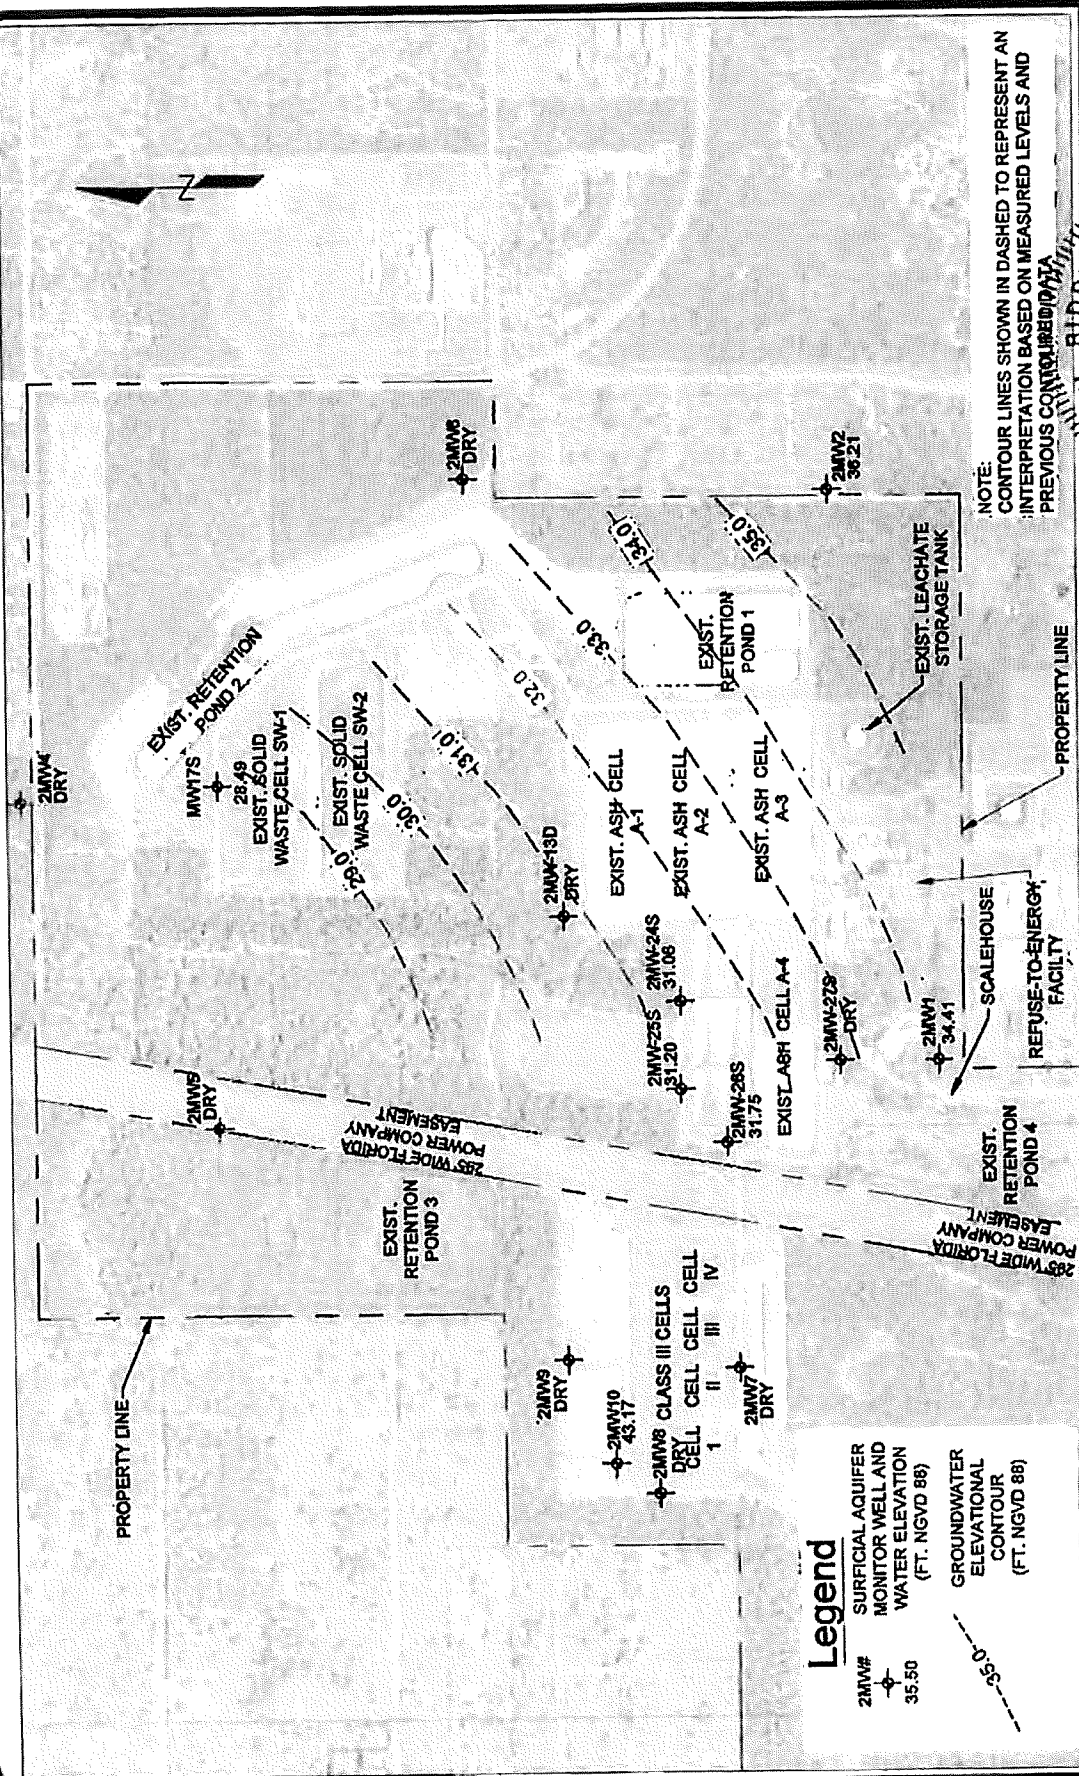 PROPERTY LINE
2MW4
DRY
2MW5
DRY
MW17S
28.49
EXIST. RETENTION
POND 2
EXIST. SOLID
WASTE CELL SW-1
EXIST. SOLID
WASTE CELL SW-2
29.0
30.0
31.0
32.0
33.0
34.0
35.0
2MW6
DRY
295' WIDE FLORIDA
POWER COMPANY
EASEMENT
EXIST.
RETENTION
POND 3
2MW-13D
DRY
2MW9
DRY
2MW10
43.17
2MW8
DRY
CLASS III CELLS
CELL
1
CELL
II
CELL
III
CELL
IV
2MW7
DRY
2MW-25S
31.20
2MW-24S
31.08
2MW-26S
31.75
EXIST. ASH CELL
A-1
EXIST. ASH CELL
A-2
EXIST. ASH CELL
A-3
EXIST. ASH CELL A-4
EXIST.
RETENTION
POND 1
2MW-27S
DRY
2MW1
34.41
2MW2
36.21
EXIST. LEACHATE
STORAGE TANK
SCALEHOUSE
REFUSE-TO-ENERGY
FACILTY
PROPERTY LINE
EXIST.
RETENTION
POND 4
295' WIDE FLORIDA
POWER COMPANY
EASEMENT
Legend
2MW#
35.50
SURFICIAL AQUIFER
MONITOR WELL AND
WATER ELEVATION
(FT. NGVD 88)
35.0
GROUNDWATER
ELEVATIONAL
CONTOUR
(FT. NGVD 88)
NOTE:
CONTOUR LINES SHOWN IN DASHED TO REPRESENT AN
INTERPRETATION BASED ON MEASURED LEVELS AND
PREVIOUS CONTOURED DATA
N